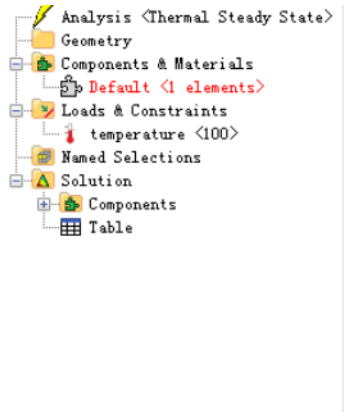 Analysis <Thermal Steady State>
Geometry
Components & Materials
Default <1 elements>
Loads & Constraints
temperature <100>
Named Selections
Solution
Components
Table